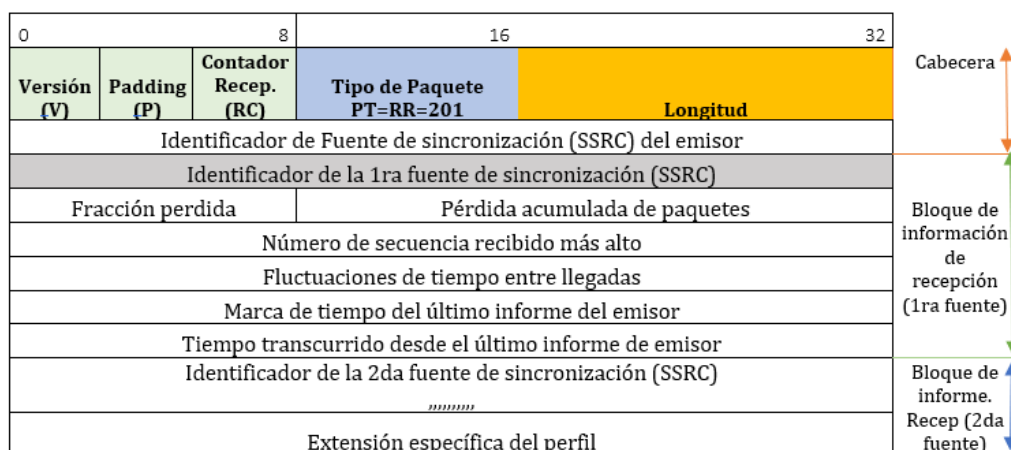 0 8 16 32
Versión (V)
Padding (P)
Contador Recep. (RC)
Tipo de Paquete PT=RR=201
Longitud
Cabecera
Identificador de Fuente de sincronización (SSRC) del emisor
Identificador de la 1ra fuente de sincronización (SSRC)
Fracción perdida
Pérdida acumulada de paquetes
Número de secuencia recibido más alto
Fluctuaciones de tiempo entre llegadas
Marca de tiempo del último informe del emisor
Tiempo transcurrido desde el último informe de emisor
Bloque de
información
de
recepción
(1ra fuente)
Identificador de la 2da fuente de sincronización (SSRC)
,,,,,,,,,,
Extensión específica del perfil
Bloque de
informe.
Recep (2da
fuente)